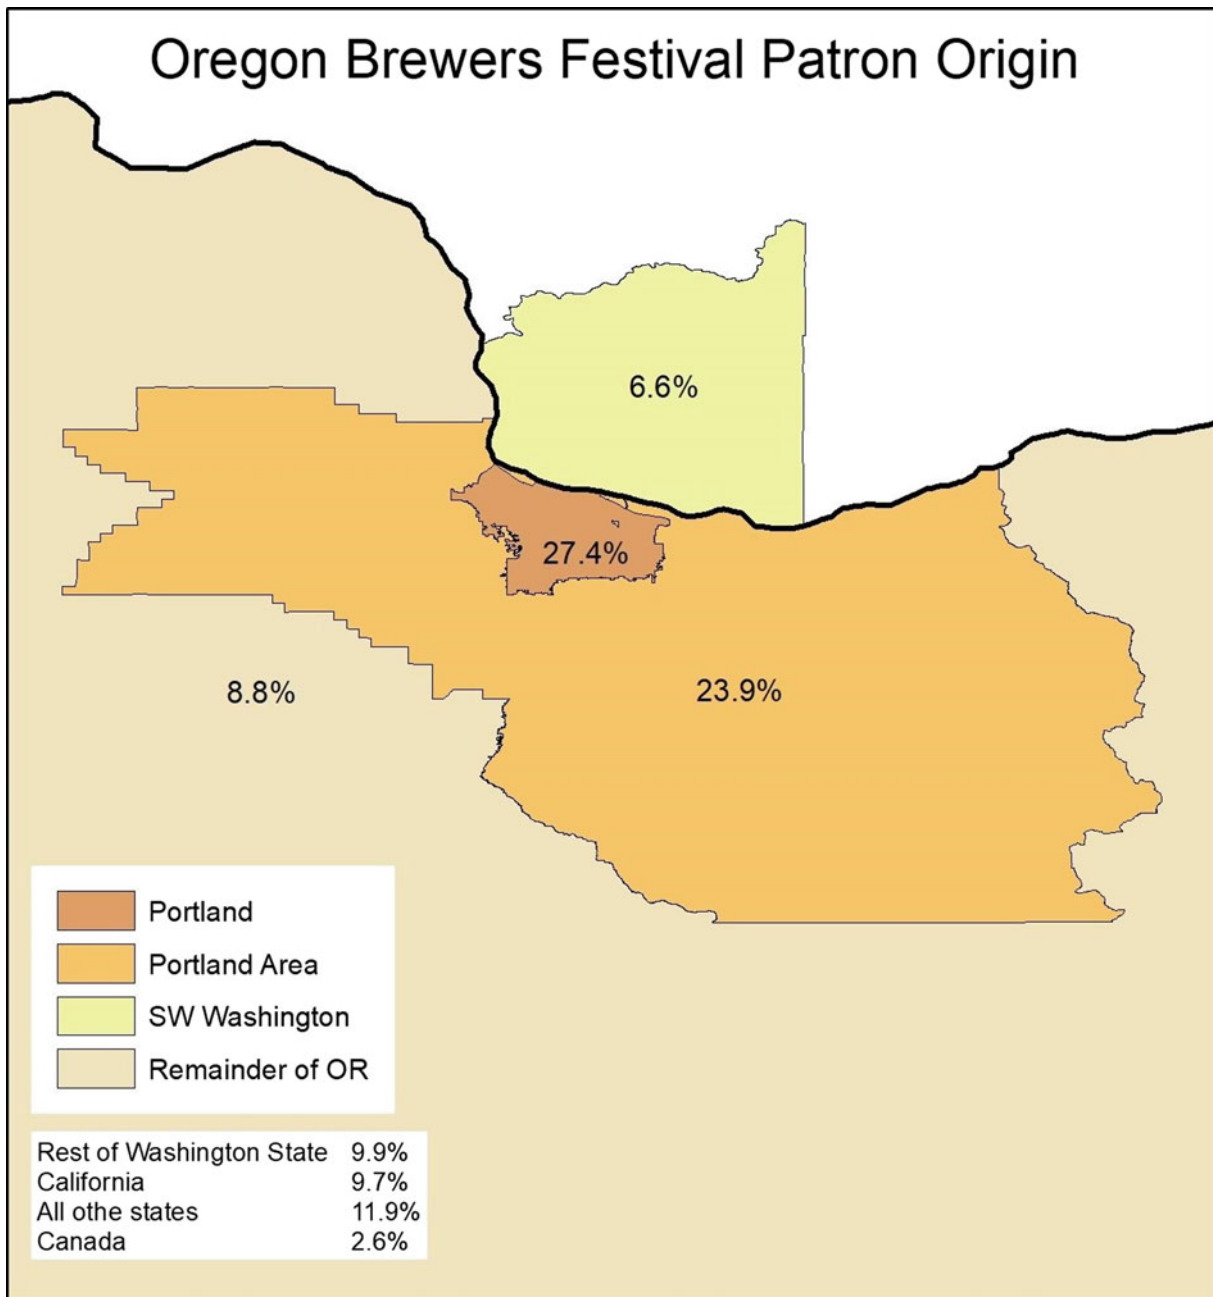 Oregon Brewers Festival Patron Origin
6.6%
27.4%
8.8%
23.9%
Portland
Portland Area
SW Washington
Remainder of OR
Rest of Washington State 9.9%
California 9.7%
All othe states 11.9%
Canada 2.6%